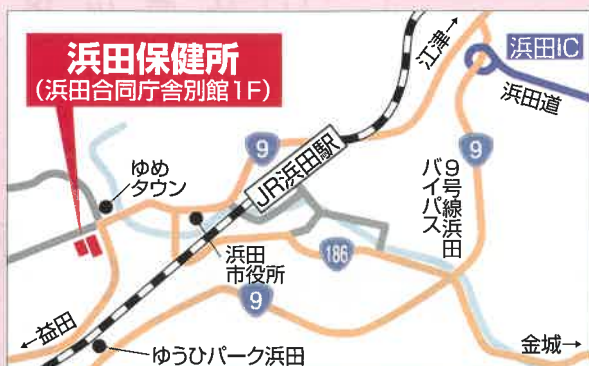 浜田保健所
(浜田合同庁舎別館1F)
江津→
浜田IC
浜田道
9
JR浜田駅
9
9号線浜田
バイパス
ゆめ
タウン
浜田
市役所
186
9
←益田
ゆうひパーク浜田
金城→